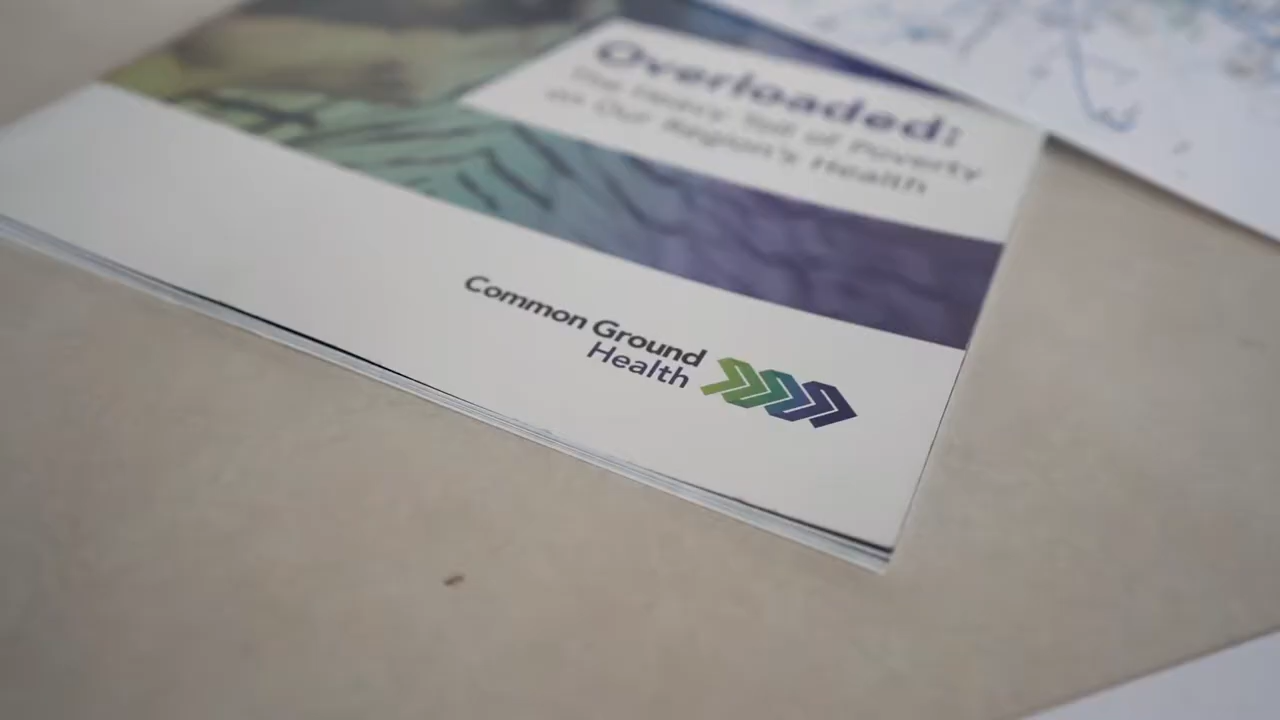 Overloaded:
The Heavy Toll of Poverty
on Our Region's Health
Common Ground
Health